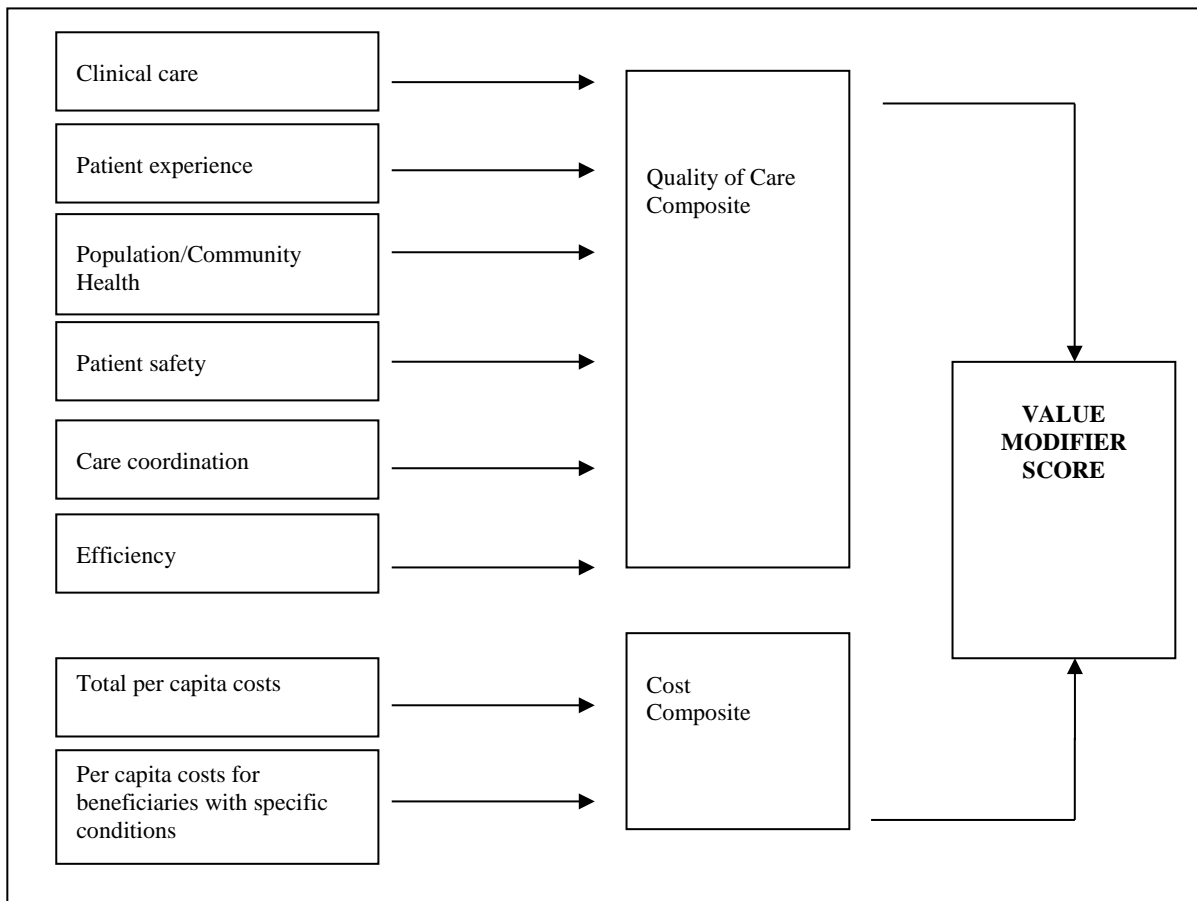 Clinical care
Patient experience
Population/Community
Health
Patient safety
Care coordination
Efficiency
Total per capita costs
Per capita costs for
beneficiaries with specific
conditions
Quality of Care
Composite
Cost
Composite
VALUE
MODIFIER
SCORE